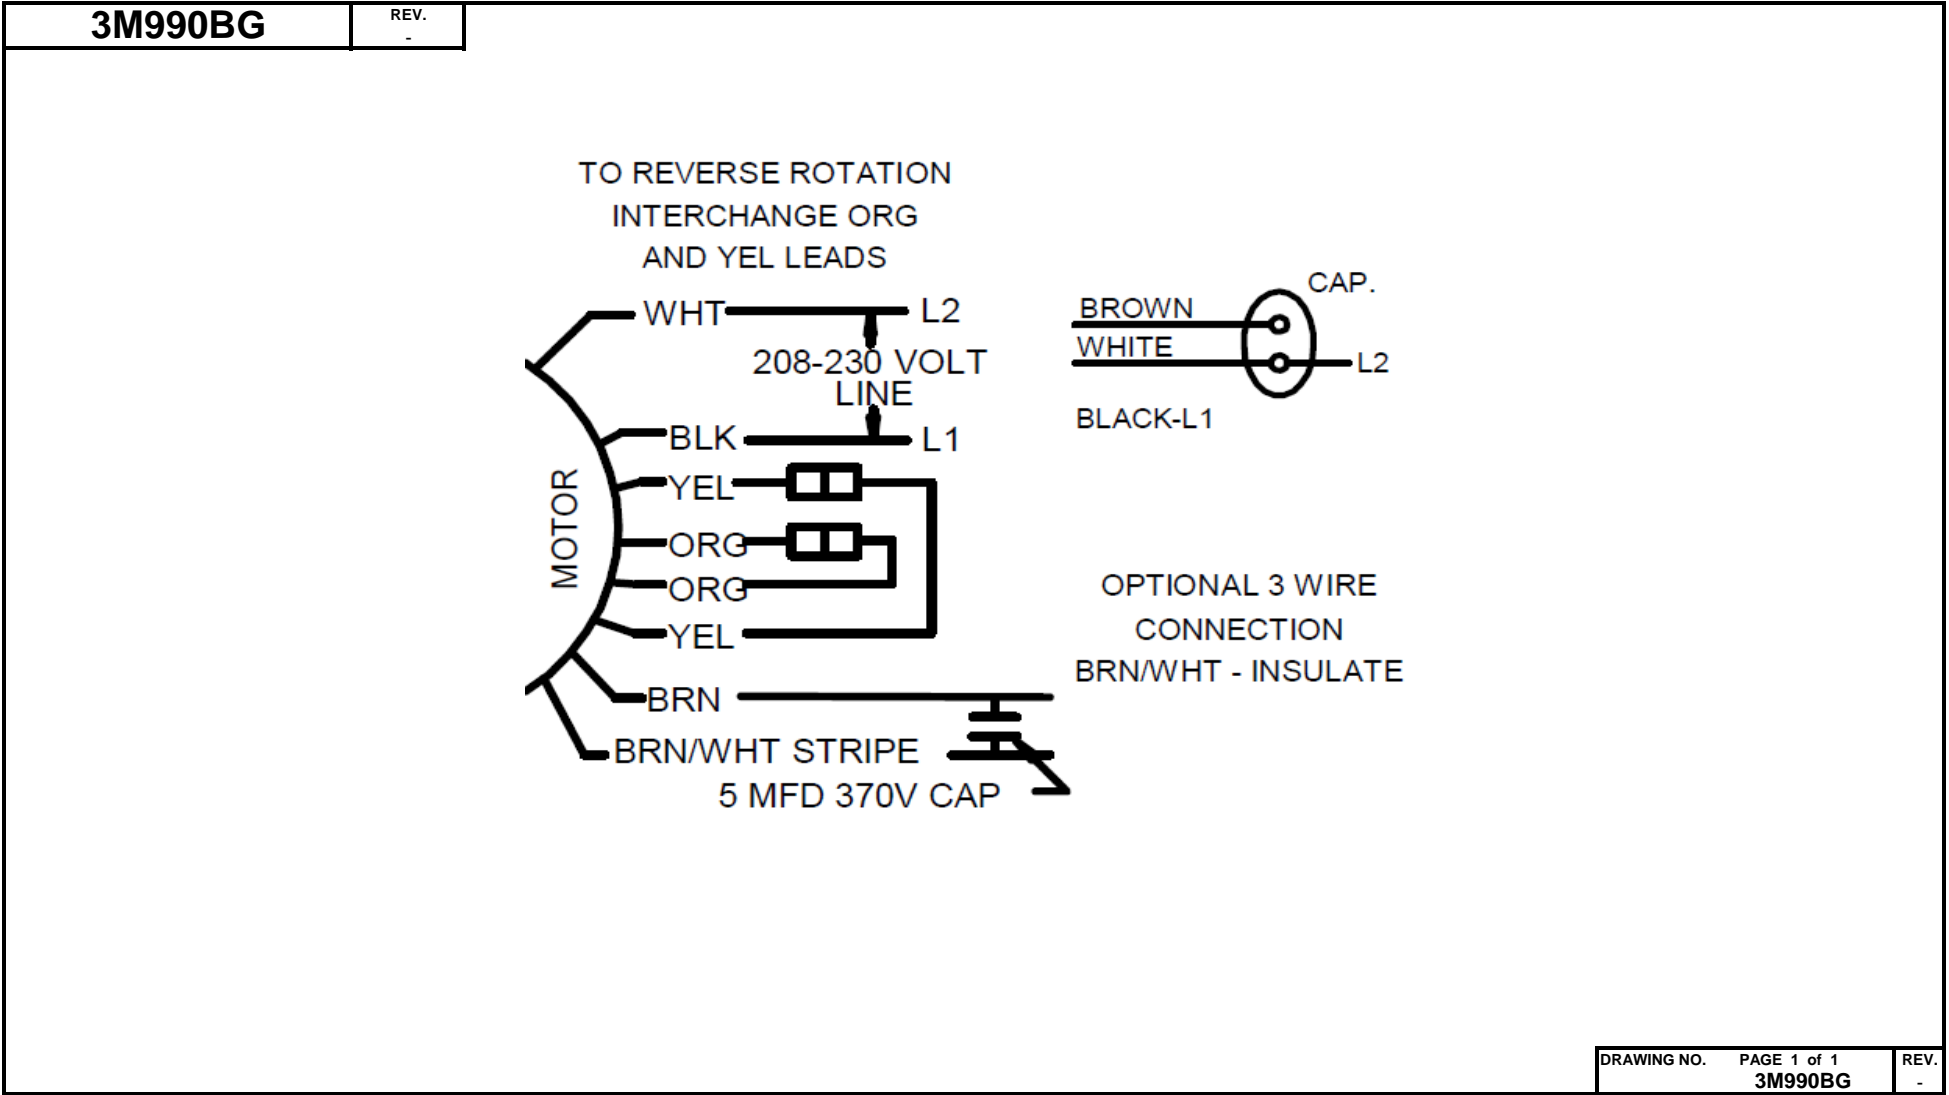 3M990BG
REV.
-
TO REVERSE ROTATION
INTERCHANGE ORG
AND YEL LEADS
WHT
L2
208-230 VOLT
LINE
BLK
L1
YEL
ORG
ORG
YEL
MOTOR
BRN
BRN/WHT STRIPE
5 MFD 370V CAP
CAP.
BROWN
WHITE
L2
BLACK-L1
OPTIONAL 3 WIRE
CONNECTION
BRN/WHT - INSULATE
DRAWING NO. PAGE 1 of 1
3M990BG
REV.
-